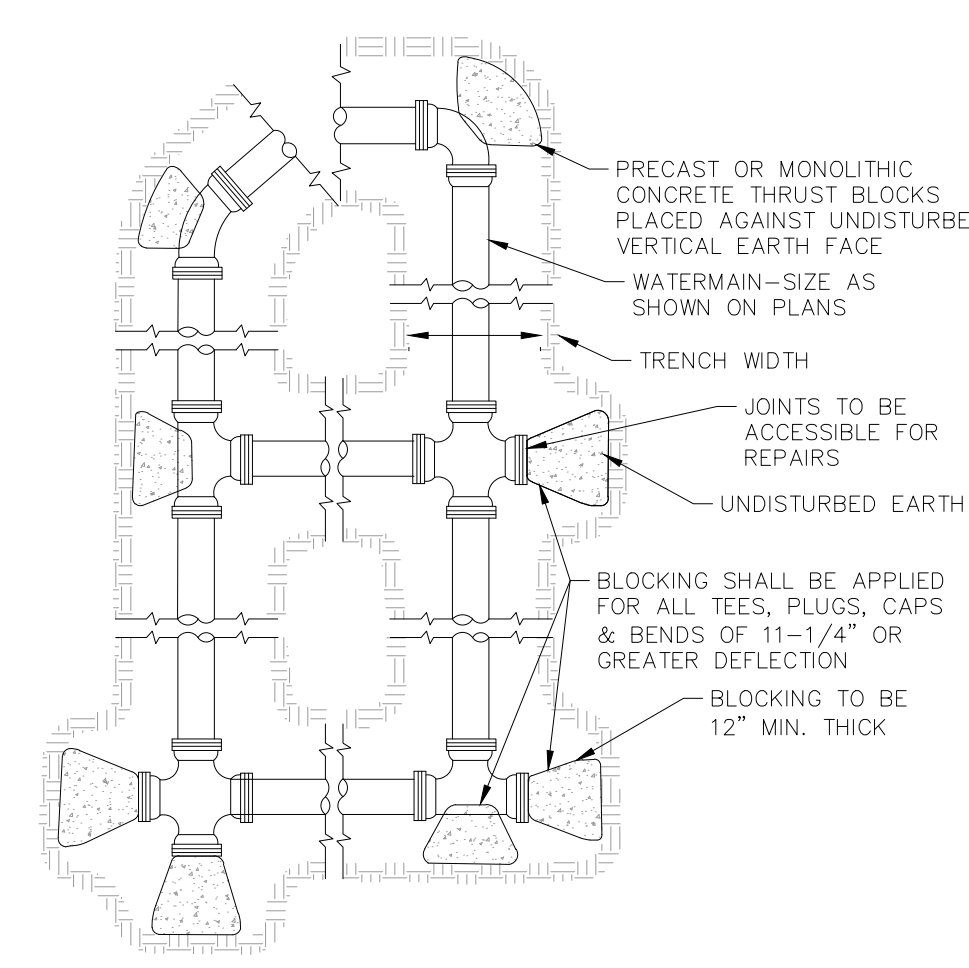 PRECAST OR MONOLITHIC
CONCRETE THRUST BLOCKS
PLACED AGAINST UNDISTURBE
VERTICAL EARTH FACE
WATERMAIN-SIZE AS
SHOWN ON PLANS
TRENCH WIDTH
JOINTS TO BE
ACCESSIBLE FOR
REPAIRS
UNDISTURBED EARTH
BLOCKING SHALL BE APPLIED
FOR ALL TEES, PLUGS, CAPS
& BENDS OF 11-1/4" OR
GREATER DEFLECTION
BLOCKING TO BE
12" MIN. THICK